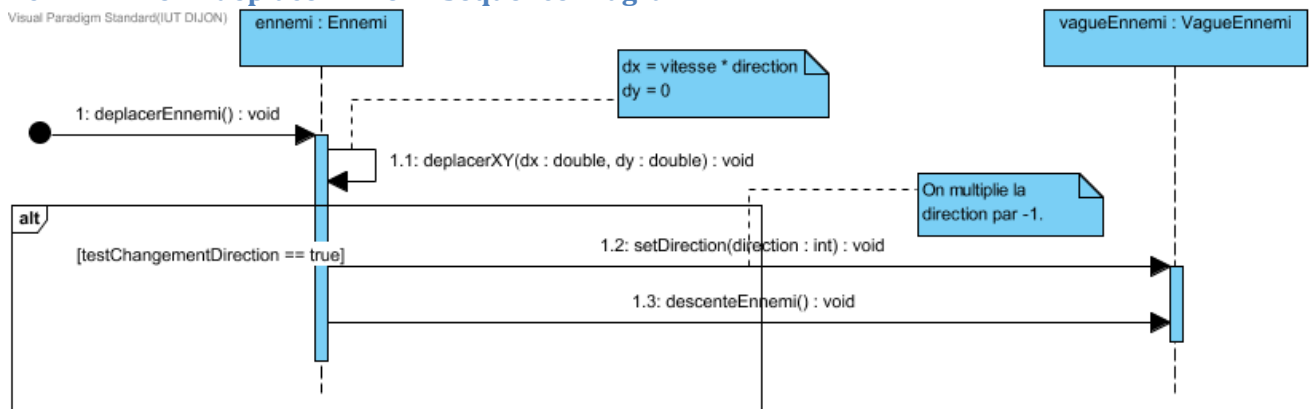 Visual Paradigm Standard(IUT DIJON)
ennemi : Ennemi
vagueEnnemi : VagueEnnemi
dx = vitesse * direction
dy = 0
1: deplacerEnnemi() : void
1.1: deplacerXY(dx : double, dy : double) : void
On multiplie la
direction par -1.
alt
[testChangementDirection == true]
1.2: setDirection(direction : int) : void
1.3: descenteEnnemi() : void